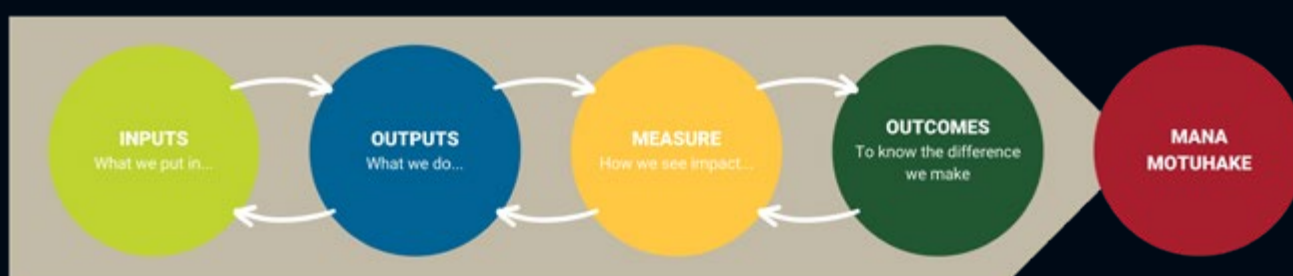 INPUTS
What we put in...
OUTPUTS
What we do...
MEASURE
How we see impact...
OUTCOMES
To know the difference
we make
MANA
MOTUHAKE